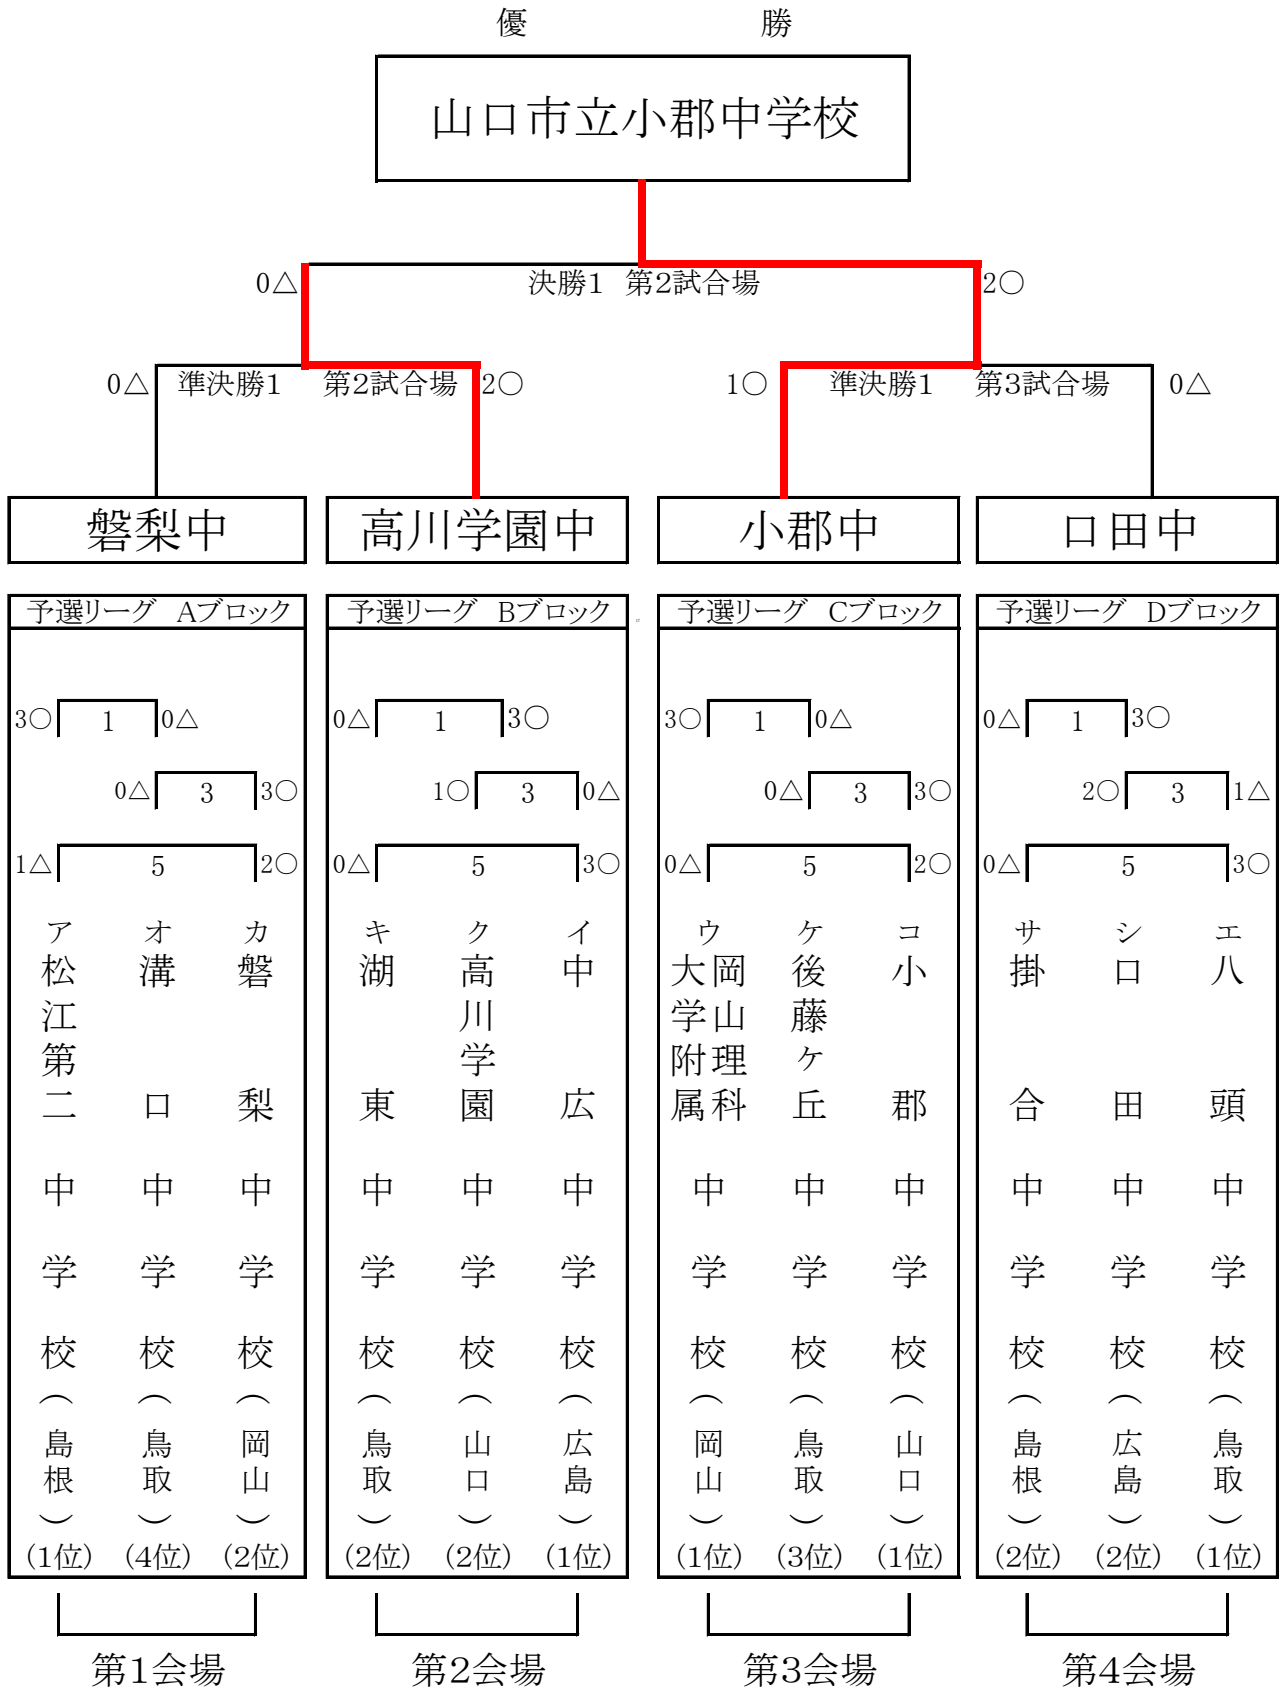 優 勝
山口市立小郡中学校
0△ 決勝1 第2試合場 2○
0△ 準決勝1 第2試合場 2○ 1○ 準決勝1 第3試合場 0△
磐梨中 高川学園中 小郡中 口田中
予選リーグ Aブロック 予選リーグ Bブロック 予選リーグ Cブロック 予選リーグ Dブロック
3○ 1 0△ 0△ 1 3○ 3○ 1 0△ 0△ 1 3○
0△ 3 3○ 1○ 3 0△ 0△ 3 3○ 2○ 3 1△
1△ 5 2○ 0△ 5 3○ 0△ 5 2○ 0△ 5 3○
ア 松江第二中学校(島根) (1位)
オ 溝口中学校(鳥取) (4位)
カ 磐梨中学校(岡山) (2位)
キ 湖東中学校(鳥取) (2位)
ク 高川学園中学校(山口) (2位)
イ 中広中学校(広島) (1位)
ウ 岡山理科大学附属中学校(岡山) (1位)
ケ 後藤ヶ丘中学校(鳥取) (3位)
コ 小郡中学校(山口) (1位)
サ 掛合中学校(島根) (2位)
シ 口田中学校(広島) (2位)
エ 八頭中学校(鳥取) (1位)
第1会場 第2会場 第3会場 第4会場